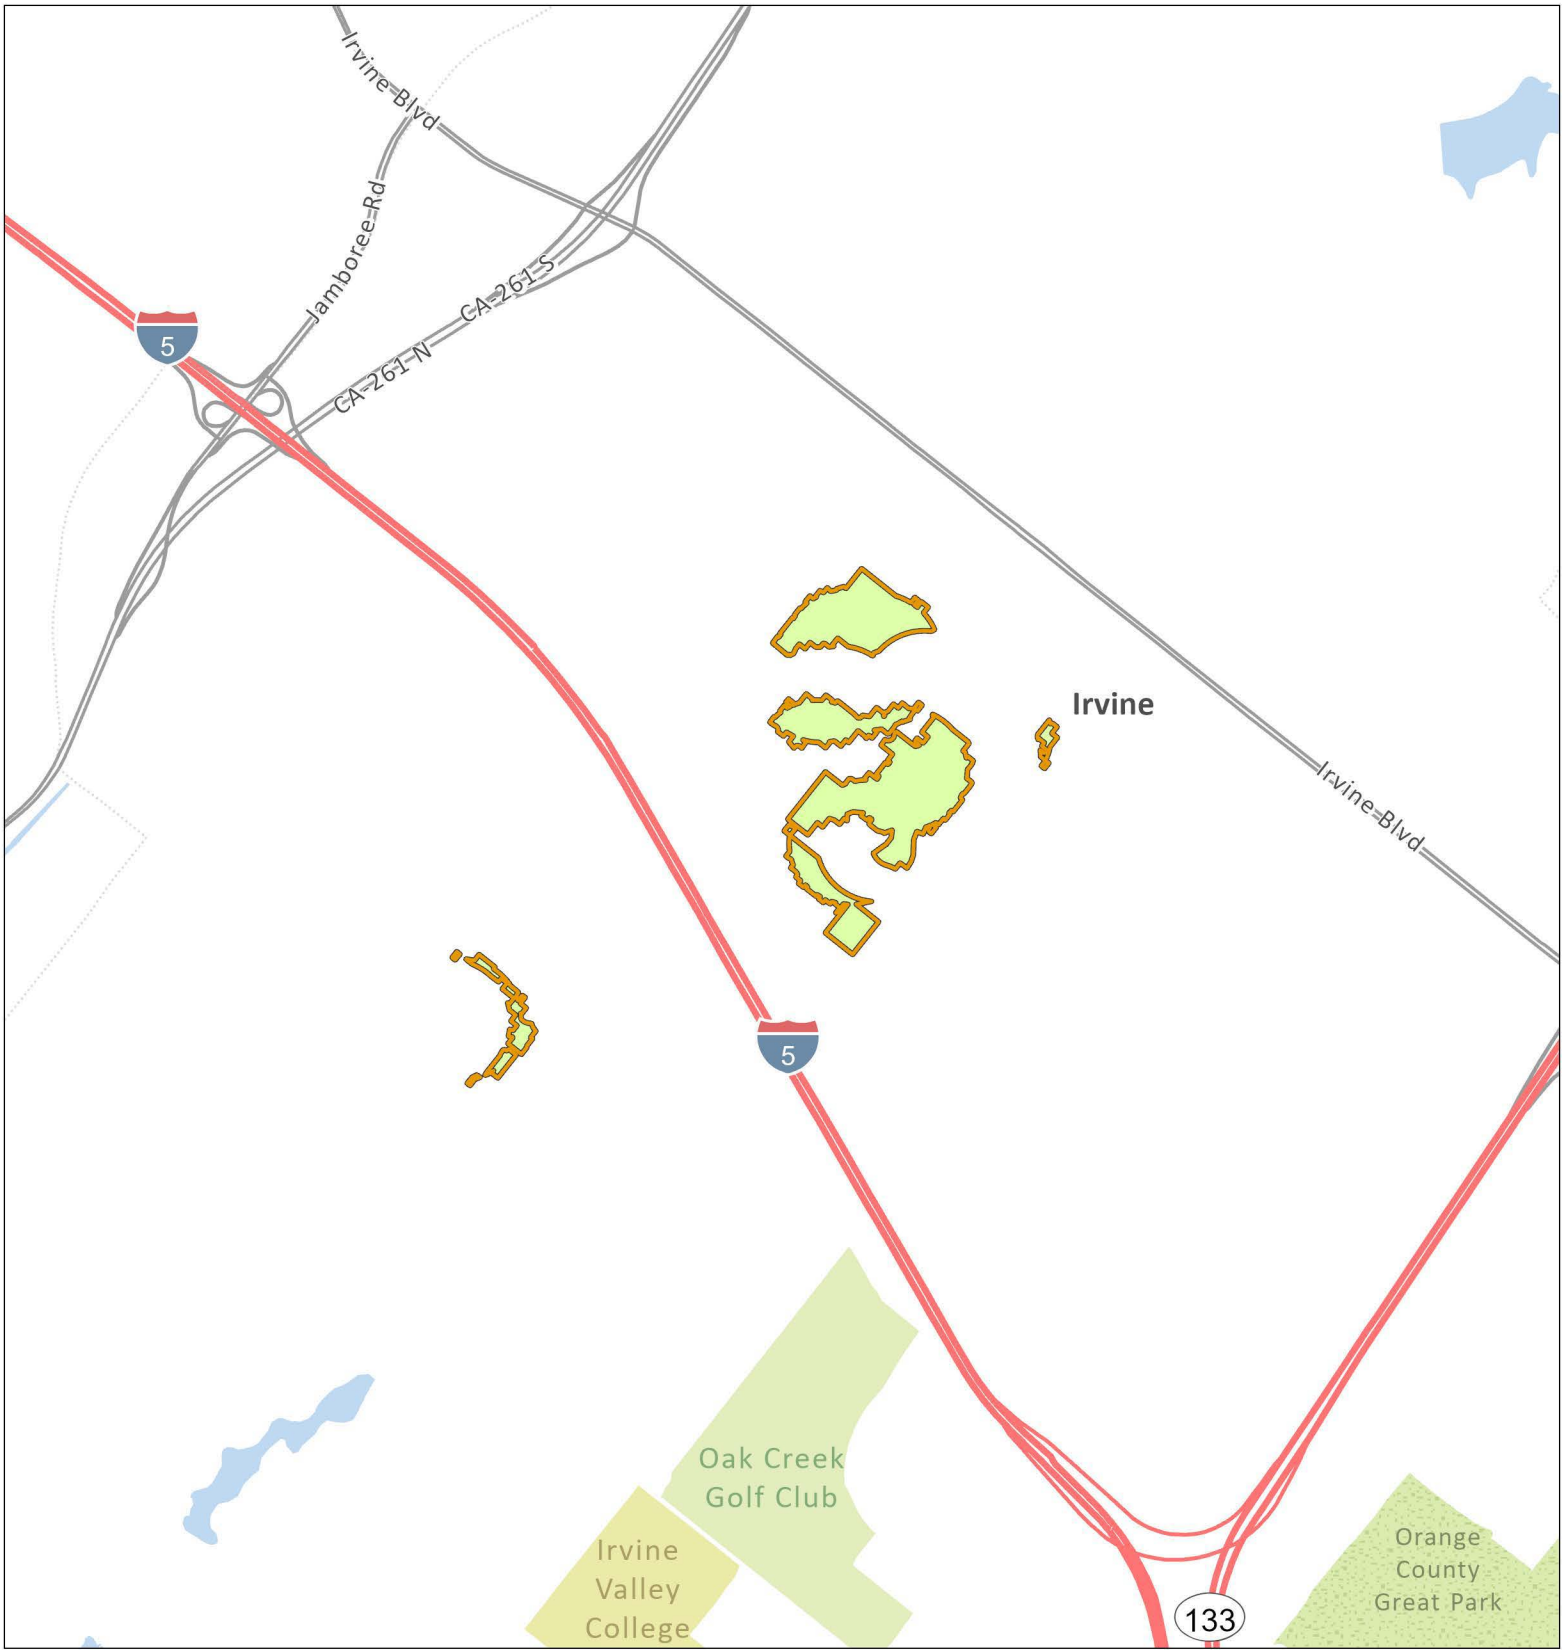 Irvine Blvd
Jamboree Rd
CA-261 S
5
CA-261 N
Irvine
Irvine Blvd
5
Oak Creek
Golf Club
Irvine
Valley
College
Orange
County
Great Park
133